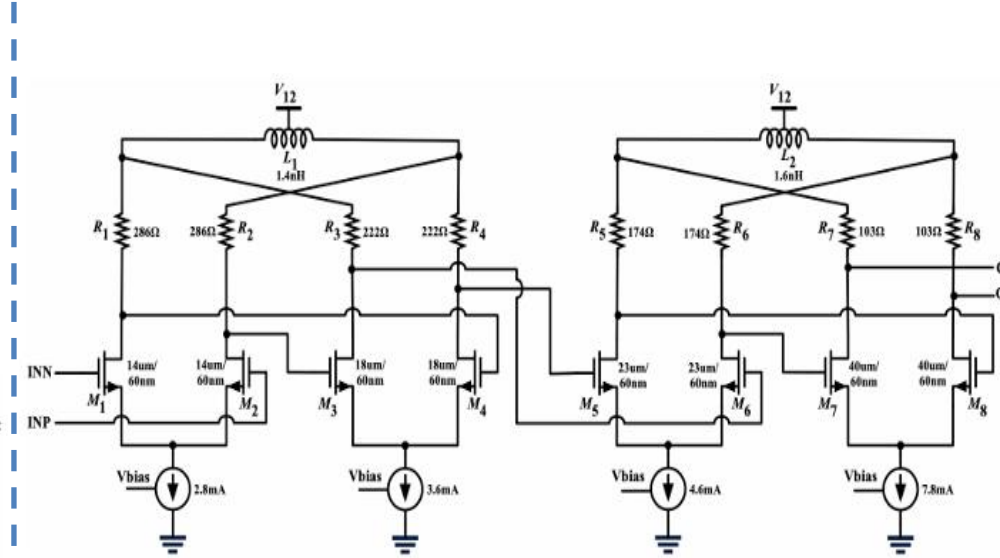 V12 V12
L1 L2
1.4nH 1.6nH
R1 286Ω 286Ω R2 R3 222Ω 222Ω R4 R5 174Ω 174Ω R6 R7 103Ω 103Ω R8
INN 14um/ 14um/ 18um/ 18um/ 23um/ 23um/ 40um/ 40um/
60nm 60nm 60nm 60nm 60nm 60nm 60nm 60nm
M1 M2 M3 M4 M5 M6 M7 M8
INP
Vbias 2.8mA Vbias 3.6mA Vbias 4.6mA Vbias 7.8mA